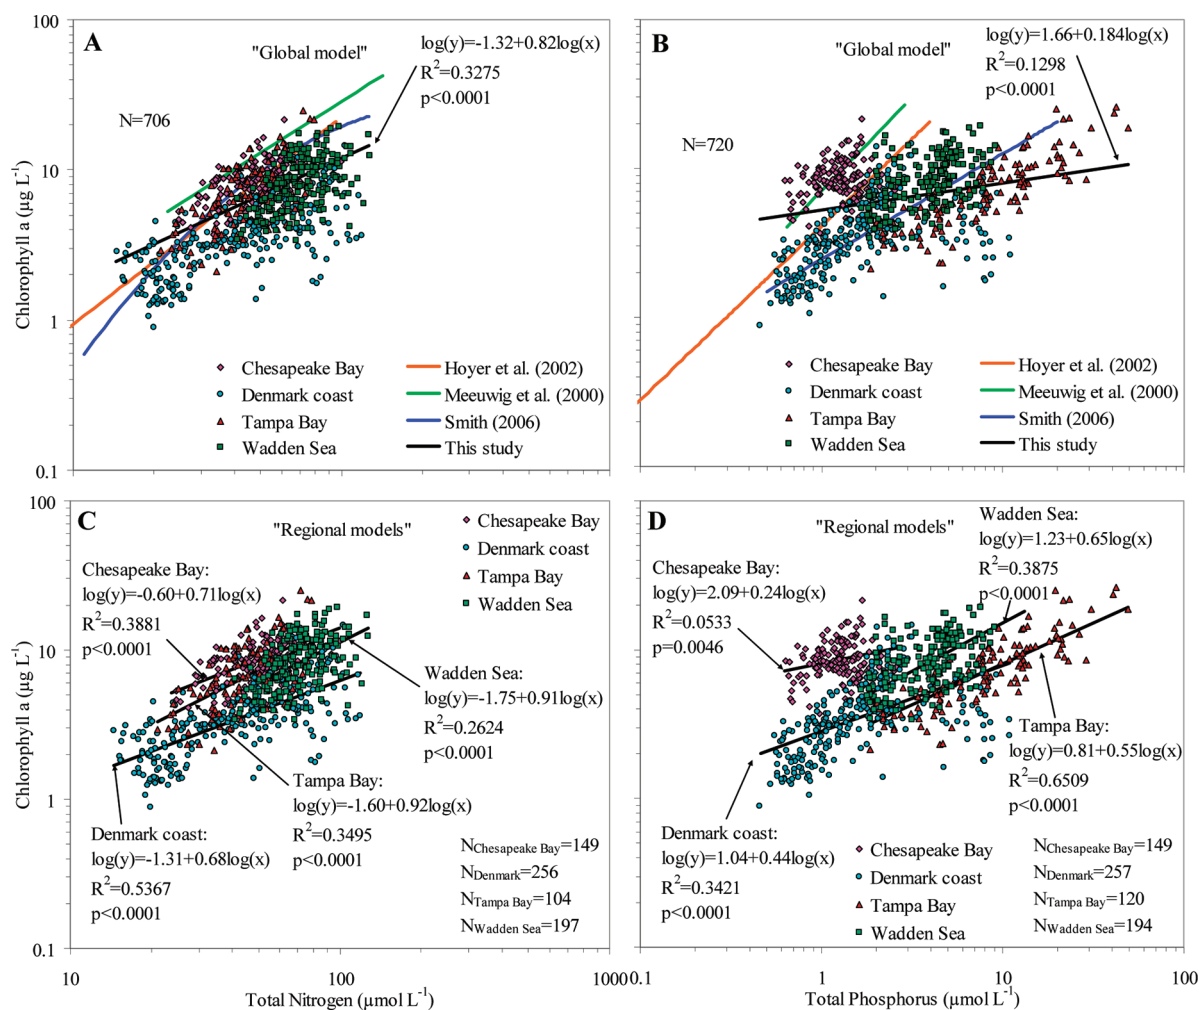 A
"Global model"
log(y)=-1.32+0.82log(x)
R²=0.3275
p<0.0001
N=706
100
10
1
0.1
Chlorophyll a (µg L⁻¹)
Chesapeake Bay
Denmark coast
Tampa Bay
Wadden Sea
Hoyer et al. (2002)
Meeuwig et al. (2000)
Smith (2006)
This study
B
"Global model"
log(y)=1.66+0.184log(x)
R²=0.1298
p<0.0001
N=720
Chesapeake Bay
Denmark coast
Tampa Bay
Wadden Sea
Hoyer et al. (2002)
Meeuwig et al. (2000)
Smith (2006)
This study
C
"Regional models"
Chesapeake Bay
Denmark coast
Tampa Bay
Wadden Sea
Chesapeake Bay:
log(y)=-0.60+0.71log(x)
R²=0.3881
p<0.0001
Wadden Sea:
log(y)=-1.75+0.91log(x)
R²=0.2624
p<0.0001
Tampa Bay:
log(y)=-1.60+0.92log(x)
R²=0.3495
p<0.0001
Denmark coast:
log(y)=-1.31+0.68log(x)
R²=0.5367
p<0.0001
NChesapeake Bay=149
NDenmark=256
NTampa Bay=104
NWadden Sea=197
100
10
1
0.1
Chlorophyll a (µg L⁻¹)
10
100
1000
Total Nitrogen (µmol L⁻¹)
D
"Regional models"
Wadden Sea:
log(y)=1.23+0.65log(x)
R²=0.3875
p<0.0001
Chesapeake Bay:
log(y)=2.09+0.24log(x)
R²=0.0533
p=0.0046
Tampa Bay:
log(y)=0.81+0.55log(x)
R²=0.6509
p<0.0001
Denmark coast:
log(y)=1.04+0.44log(x)
R²=0.3421
p<0.0001
Chesapeake Bay
Denmark coast
Tampa Bay
Wadden Sea
NChesapeake Bay=149
NDenmark=257
NTampa Bay=120
NWadden Sea=194
0.1
1
10
100
Total Phosphorus (µmol L⁻¹)